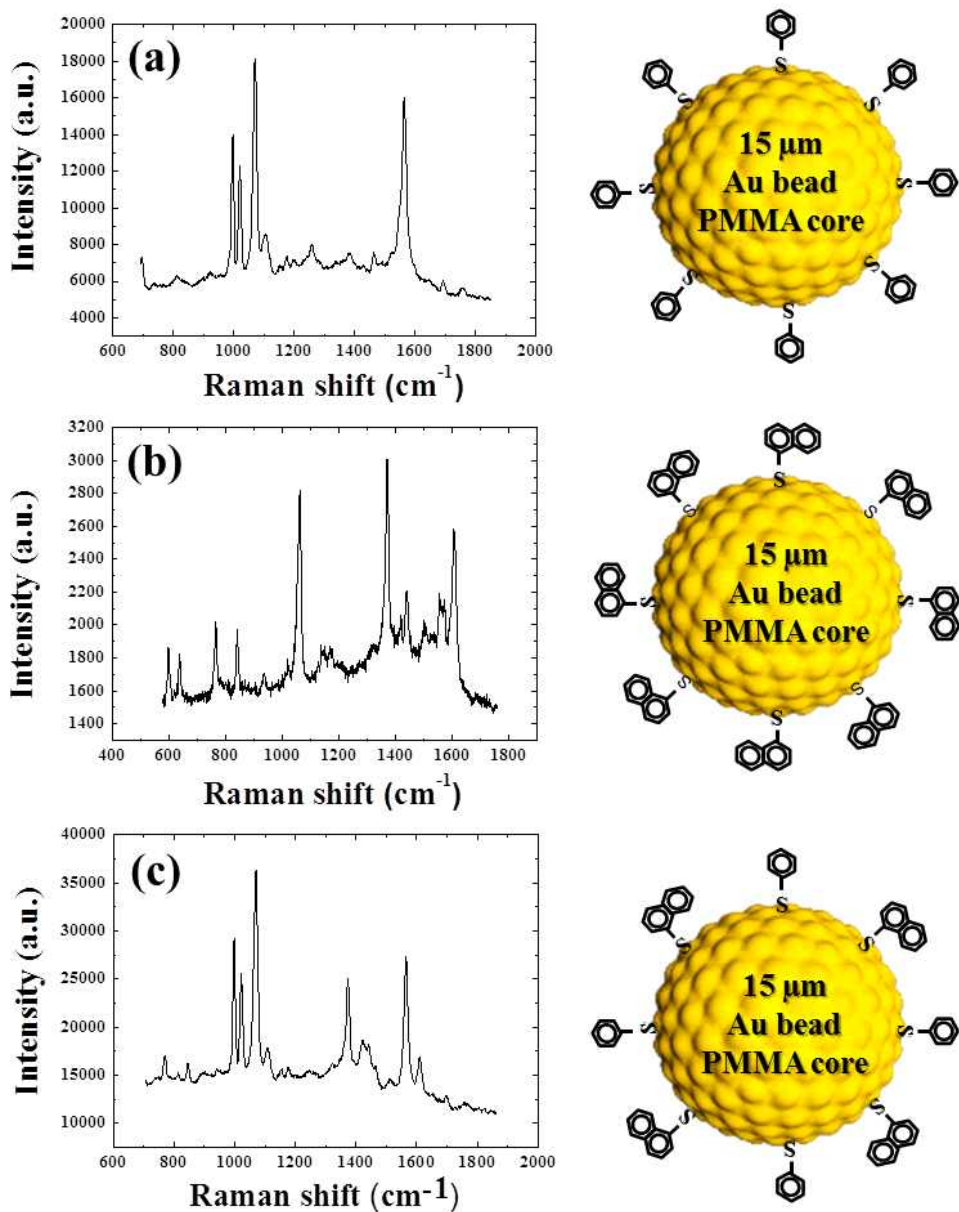 (a)
Intensity (a.u.)
20000
18000
16000
14000
12000
10000
8000
6000
4000
600 800 1000 1200 1400 1600 1800 2000
Raman shift (cm-1)
S
S
S
S
S
S
S
S
15 µm
Au bead
PMMA core
(b)
Intensity (a.u.)
3200
3000
2800
2600
2400
2200
2000
1800
1600
1400
400 600 800 1000 1200 1400 1600 1800
Raman shift (cm-1)
S
S
S
S
S
S
S
S
15 µm
Au bead
PMMA core
(c)
Intensity (a.u.)
40000
35000
30000
25000
20000
15000
10000
600 800 1000 1200 1400 1600 1800 2000
Raman shift (cm-1)
S
S
S
S
S
S
S
S
15 µm
Au bead
PMMA core